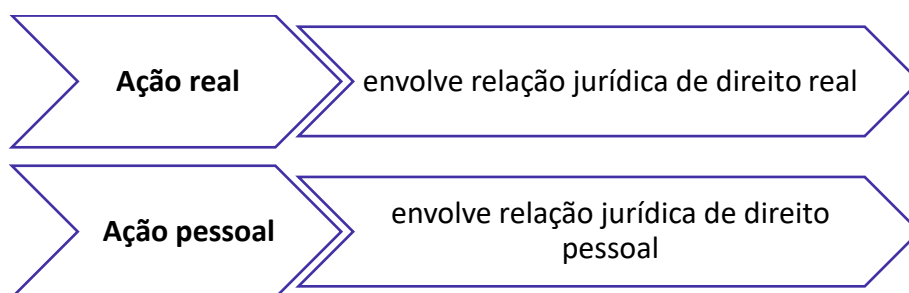 Ação real
envolve relação jurídica de direito real
Ação pessoal
envolve relação jurídica de direito
pessoal